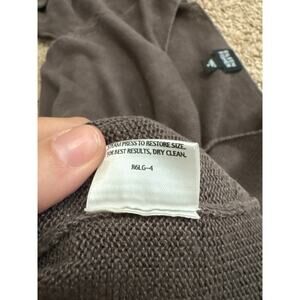 STEAM PRESS TO RESTORE SIZE.
FOR BEST RESULTS, DRY CLEAN.
R6LG-4